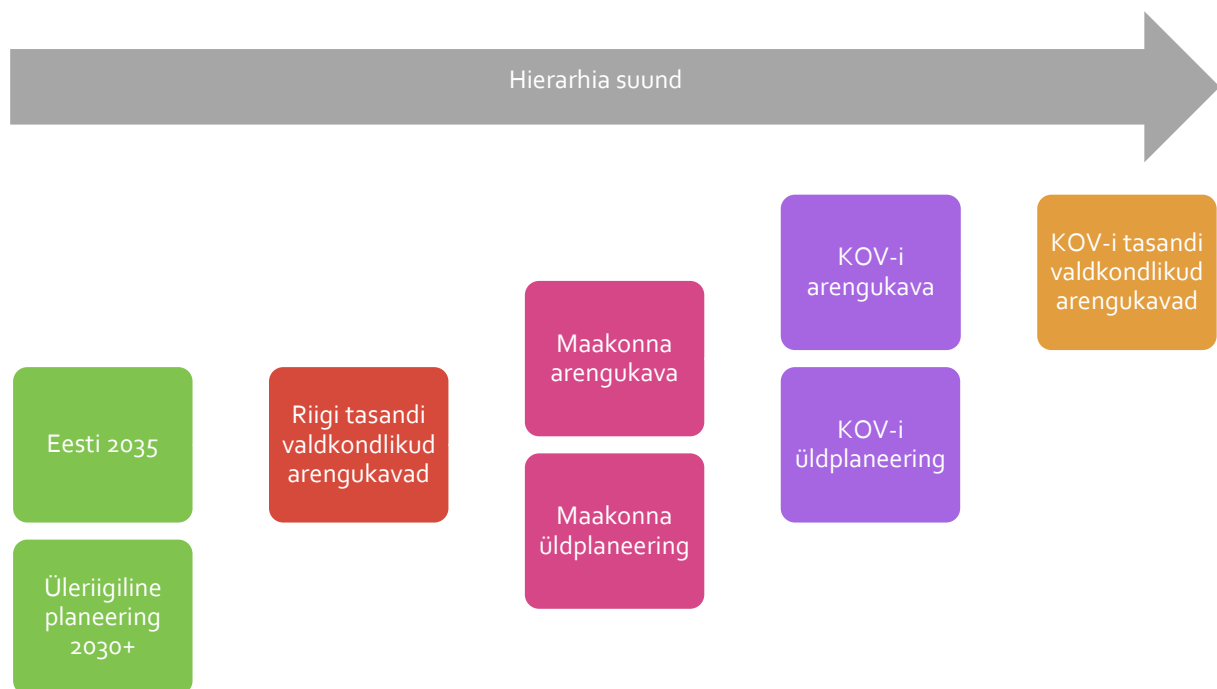 Hierarhia suund
Eesti 2035
Üleriigiline
planeering
2030+
Riigi tasandi
valdkondlikud
arengukavad
Maakonna
arengukava
Maakonna
üldplaneering
KOV-i
arengukava
KOV-i
üldplaneering
KOV-i tasandi
valdkondlikud
arengukavad